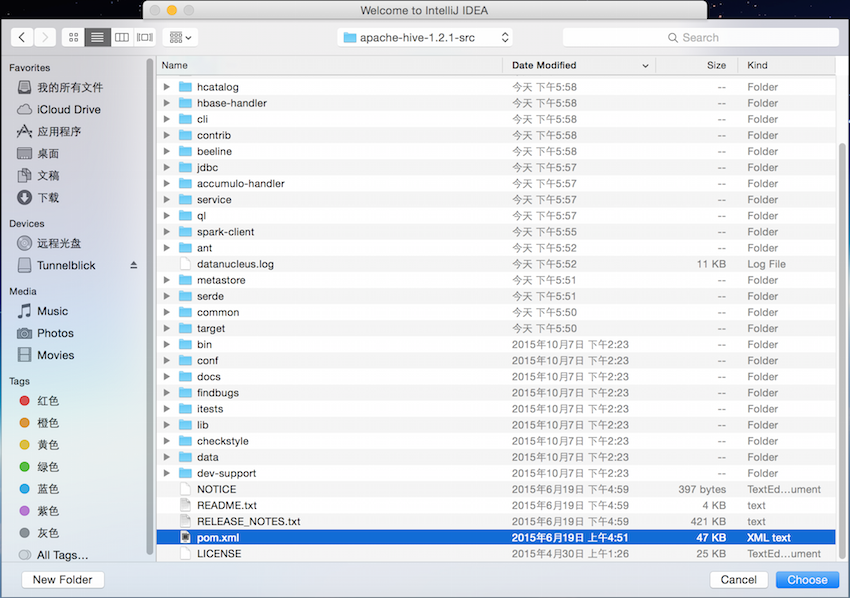 Welcome to IntelliJ IDEA
apache-hive-1.2.1-src
Search
Favorites
我的所有文件
iCloud Drive
应用程序
桌面
文稿
下载
Devices
远程光盘
Tunnelblick
Media
Music
Photos
Movies
Tags
红色
橙色
黄色
绿色
蓝色
紫色
灰色
All Tags...
Name Date Modified Size Kind
hcatalog 今天 下午5:58 -- Folder
hbase-handler 今天 下午5:58 -- Folder
cli 今天 下午5:58 -- Folder
contrib 今天 下午5:58 -- Folder
beeline 今天 下午5:58 -- Folder
jdbc 今天 下午5:57 -- Folder
accumulo-handler 今天 下午5:57 -- Folder
service 今天 下午5:57 -- Folder
ql 今天 下午5:57 -- Folder
spark-client 今天 下午5:55 -- Folder
ant 今天 下午5:52 -- Folder
datanucleus.log 今天 下午5:52 11 KB Log File
metastore 今天 下午5:51 -- Folder
serde 今天 下午5:51 -- Folder
common 今天 下午5:50 -- Folder
target 今天 下午5:50 -- Folder
bin 2015年10月7日 下午2:23 -- Folder
conf 2015年10月7日 下午2:23 -- Folder
docs 2015年10月7日 下午2:23 -- Folder
findbugs 2015年10月7日 下午2:23 -- Folder
itests 2015年10月7日 下午2:23 -- Folder
lib 2015年10月7日 下午2:23 -- Folder
checkstyle 2015年10月7日 下午2:23 -- Folder
data 2015年10月7日 下午2:23 -- Folder
dev-support 2015年10月7日 下午2:23 -- Folder
NOTICE 2015年6月19日 下午4:59 397 bytes TextEd...ument
README.txt 2015年6月19日 下午4:59 4 KB text
RELEASE_NOTES.txt 2015年6月19日 下午4:59 421 KB text
pom.xml 2015年6月19日 上午4:51 47 KB XML text
LICENSE 2015年4月30日 上午1:26 25 KB TextEd...ument
New Folder
Cancel
Choose